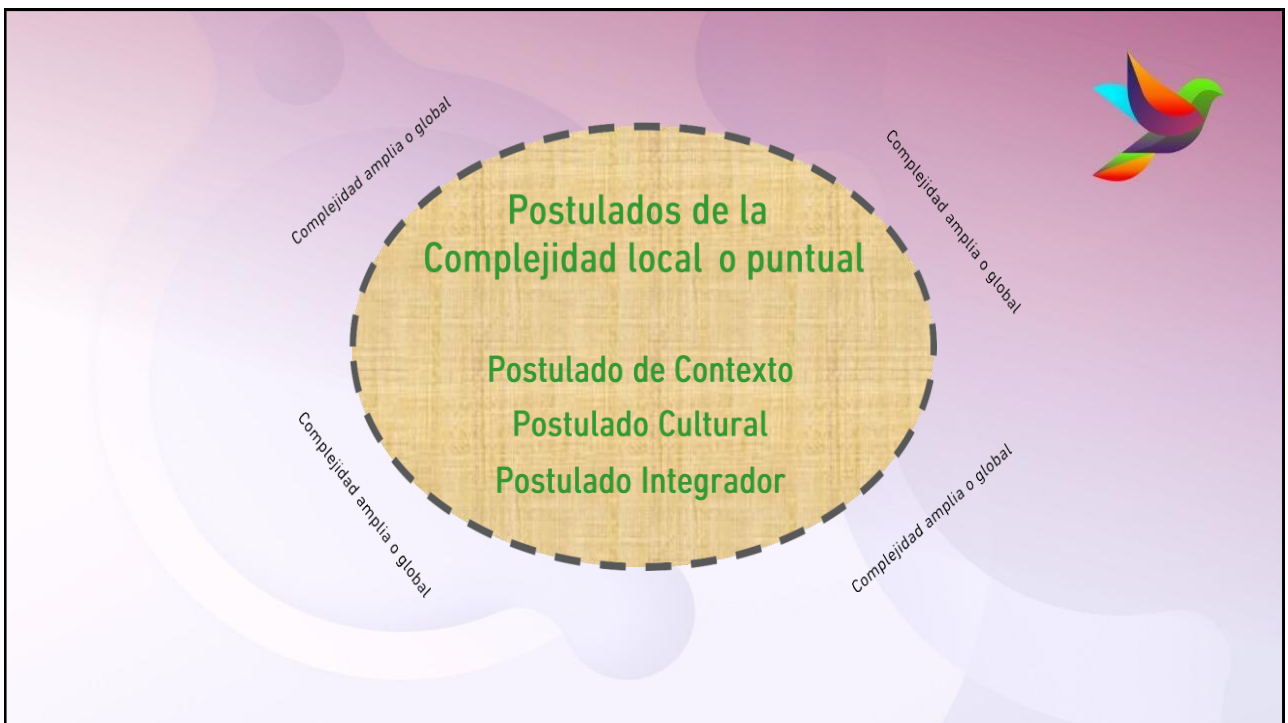 Complejidad amplia o global
Complejidad amplia o global
Postulados de la
Complejidad local o puntual
Postulado de Contexto
Postulado Cultural
Postulado Integrador
Complejidad amplia o global
Complejidad amplia o global